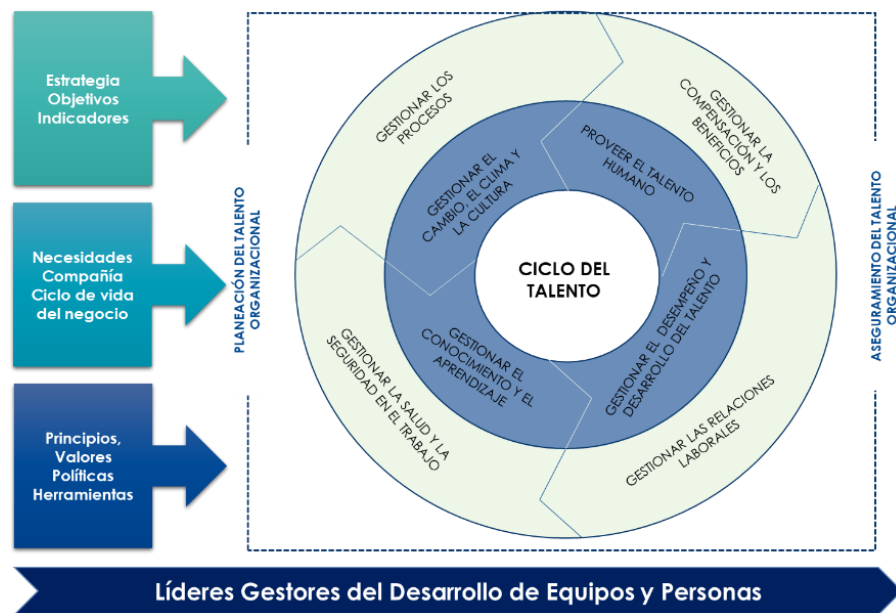 Estrategia
Objetivos
Indicadores
Necesidades
Compañía
Ciclo de vida
del negocio
Principios,
Valores
Políticas
Herramientas
PLANEACIÓN DEL TALENTO
ORGANIZACIONAL
GESTIONAR LOS
PROCESOS
GESTIONAR LA
COMPENSACIÓN Y LOS
BENEFICIOS
GESTIONAR EL
CAMBIO, EL CLIMA Y
LA CULTURA
PROVEER EL TALENTO
HUMANO
CICLO DEL
TALENTO
GESTIONAR EL
CONOCIMIENTO Y EL
APRENDIZAJE
GESTIONAR EL DESEMPEÑO Y
DESARROLLO DEL TALENTO
GESTIONAR LA SALUD Y LA
SEGURIDAD EN EL TRABAJO
GESTIONAR LAS RELACIONES
LABORALES
ASEGURAMIENTO DEL TALENTO
ORGANIZACIONAL
Líderes Gestores del Desarrollo de Equipos y Personas